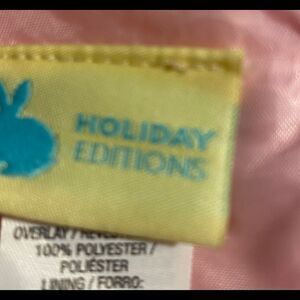 HOLIDAY
EDITIONS
OVERLAY /
100% POLYESTER /
POLIÉSTER
LINING / FORRO: